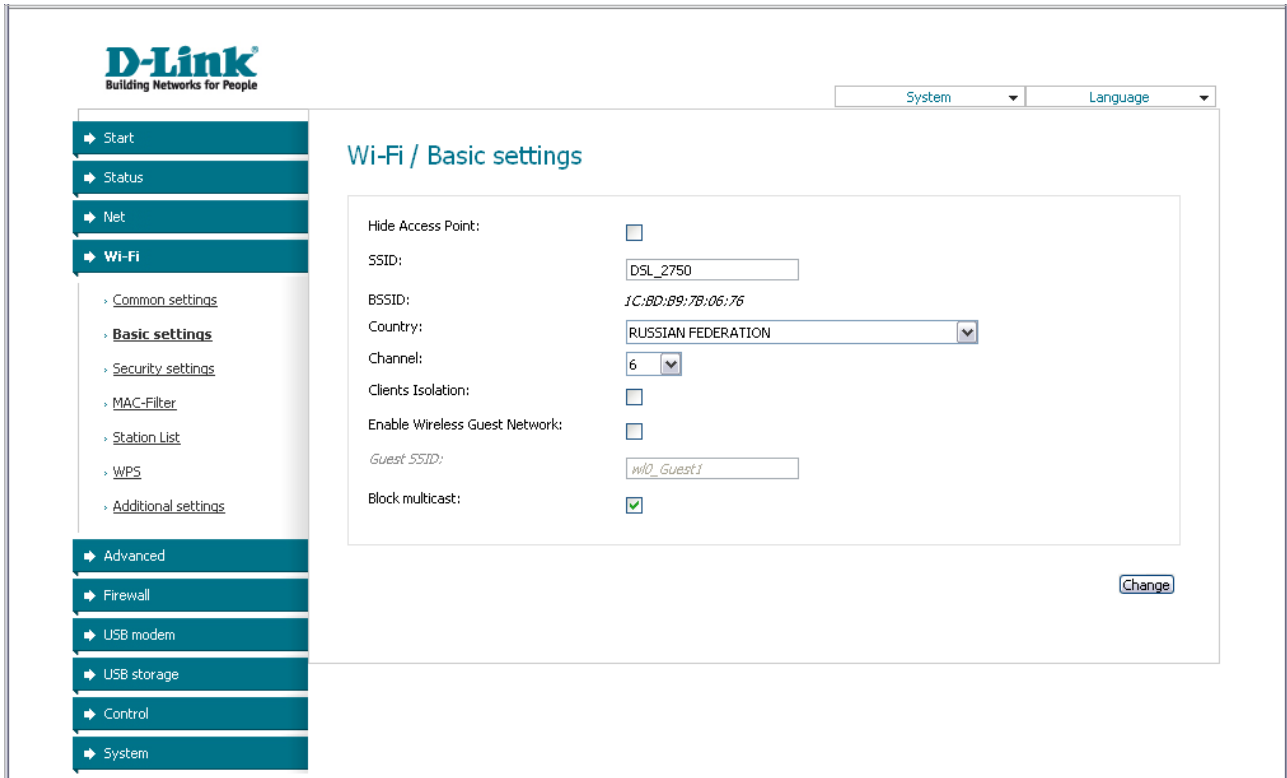 D-Link
Building Networks for People
System
Language
Start
Status
Net
Wi-Fi
Common settings
Basic settings
Security settings
MAC-Filter
Station List
WPS
Additional settings
Advanced
Firewall
USB modem
USB storage
Control
System
Wi-Fi / Basic settings
Hide Access Point:
SSID: DSL_2750
BSSID: 1C:BD:B9:7B:06:76
Country: RUSSIAN FEDERATION
Channel: 6
Clients Isolation:
Enable Wireless Guest Network:
Guest SSID: wl0_Guest1
Block multicast:
Change